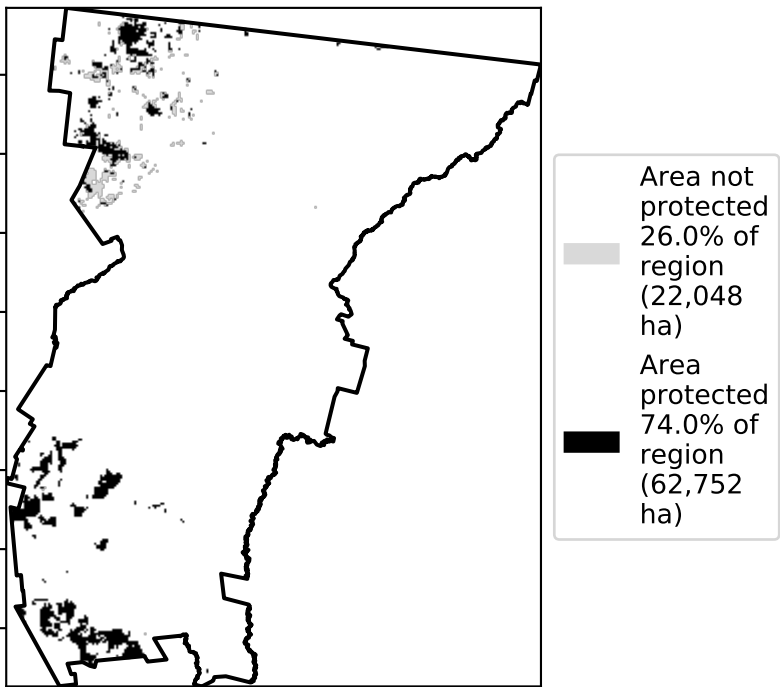 Area not
protected
26.0% of
region
(22,048
ha)
Area
protected
74.0% of
region
(62,752
ha)